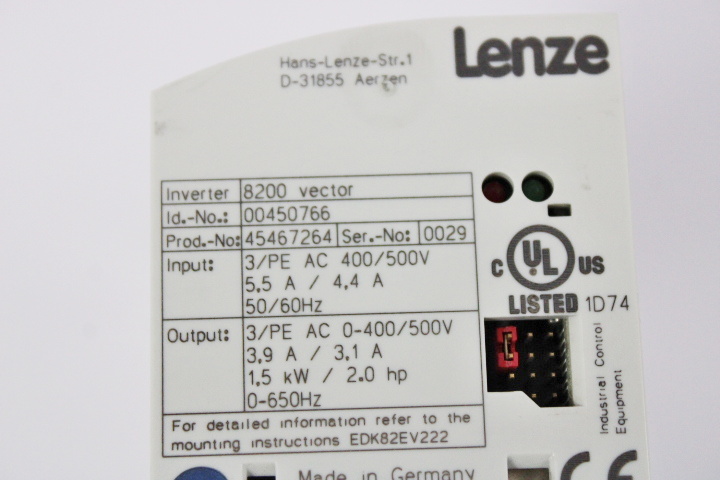 Lenze
Hans-Lenze-Str.1
D-31855 Aerzen
Inverter 8200 vector
Id.-No.: 00450766
Prod.-No: 45467264 Ser.-No: 0029
Input: 3/PE AC 400/500V
5.5 A / 4.4 A
50/60Hz
Output: 3/PE AC 0-400/500V
3.9 A / 3.1 A
1.5 kW / 2.0 hp
0-650Hz
For detailed information refer to the
mounting instructions EDK82EV222
Made in Germany
C UL US
LISTED 1D74
Industrial Control
Equipment
CE